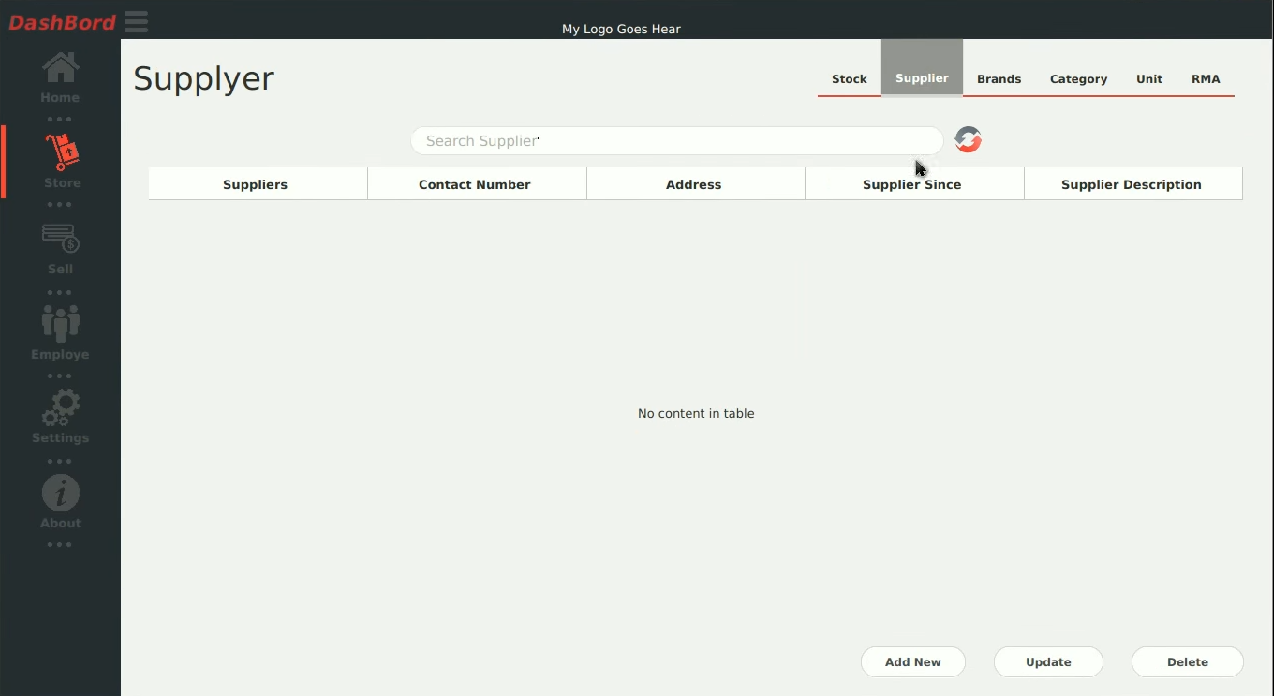 DashBord
My Logo Goes Hear
Home
Store
Sell
Employe
Settings
About
Supplyer
Stock Supplier Brands Category Unit RMA
Search Supplier'
Suppliers Contact Number Address Supplier Since Supplier Description
No content in table
Add New Update Delete